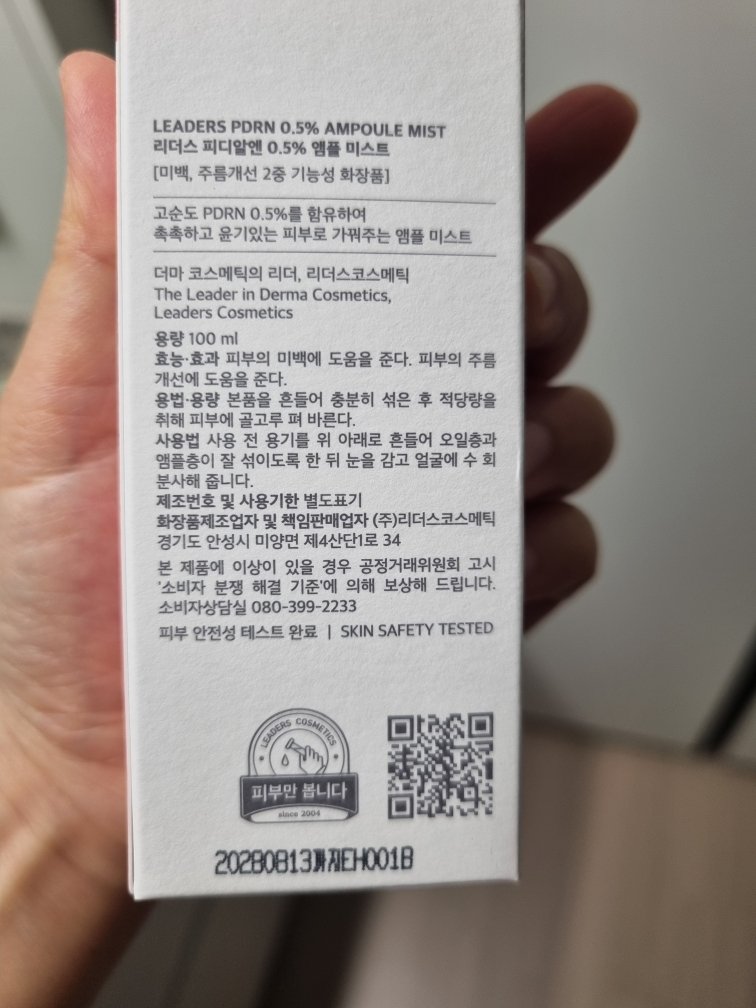 LEADERS PDRN 0.5% AMPOULE MIST
리더스 피디알엔 0.5% 앰플 미스트
[미백, 주름개선 2중 기능성 화장품]
고순도 PDRN 0.5%를 함유하여
촉촉하고 윤기있는 피부로 가꿔주는 앰플 미스트
더마 코스메틱의 리더, 리더스코스메틱
The Leader in Derma Cosmetics,
Leaders Cosmetics
용량 100 ml
효능·효과 피부의 미백에 도움을 준다. 피부의 주름
개선에 도움을 준다.
용법·용량 본품을 흔들어 충분히 섞은 후 적당량을
취해 피부에 골고루 펴 바른다.
사용법 사용 전 용기를 위 아래로 흔들어 오일층과
앰플층이 잘 섞이도록 한 뒤 눈을 감고 얼굴에 수 회
분사해 줍니다.
제조번호 및 사용기한 별도표기
화장품제조업자 및 책임판매업자 (주)리더스코스메틱
경기도 안성시 미양면 제4산단1로 34
본 제품에 이상이 있을 경우 공정거래위원회 고시
'소비자 분쟁 해결 기준'에 의해 보상해 드립니다.
소비자상담실 080-399-2233
피부 안전성 테스트 완료 | SKIN SAFETY TESTED
LEADERS COSMETICS
피부만 봅니다
since 2004
20280813까지EH001B